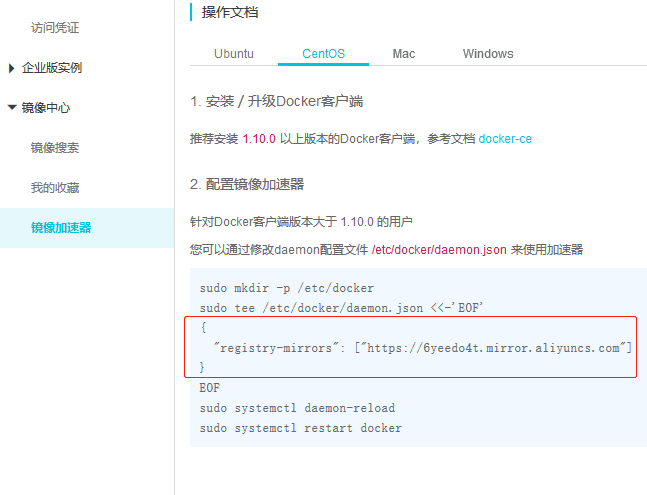 访问凭证
企业版实例
镜像中心
镜像搜索
我的收藏
镜像加速器
操作文档
Ubuntu CentOS Mac Windows
1. 安装 / 升级Docker客户端
推荐安装 1.10.0 以上版本的Docker客户端，参考文档 docker-ce
2. 配置镜像加速器
针对Docker客户端版本大于 1.10.0 的用户
您可以通过修改daemon配置文件 /etc/docker/daemon.json 来使用加速器
sudo mkdir -p /etc/docker
sudo tee /etc/docker/daemon.json <<-'EOF'
{
"registry-mirrors": ["https://6yeedo4t.mirror.aliyuncs.com"]
}
EOF
sudo systemctl daemon-reload
sudo systemctl restart docker